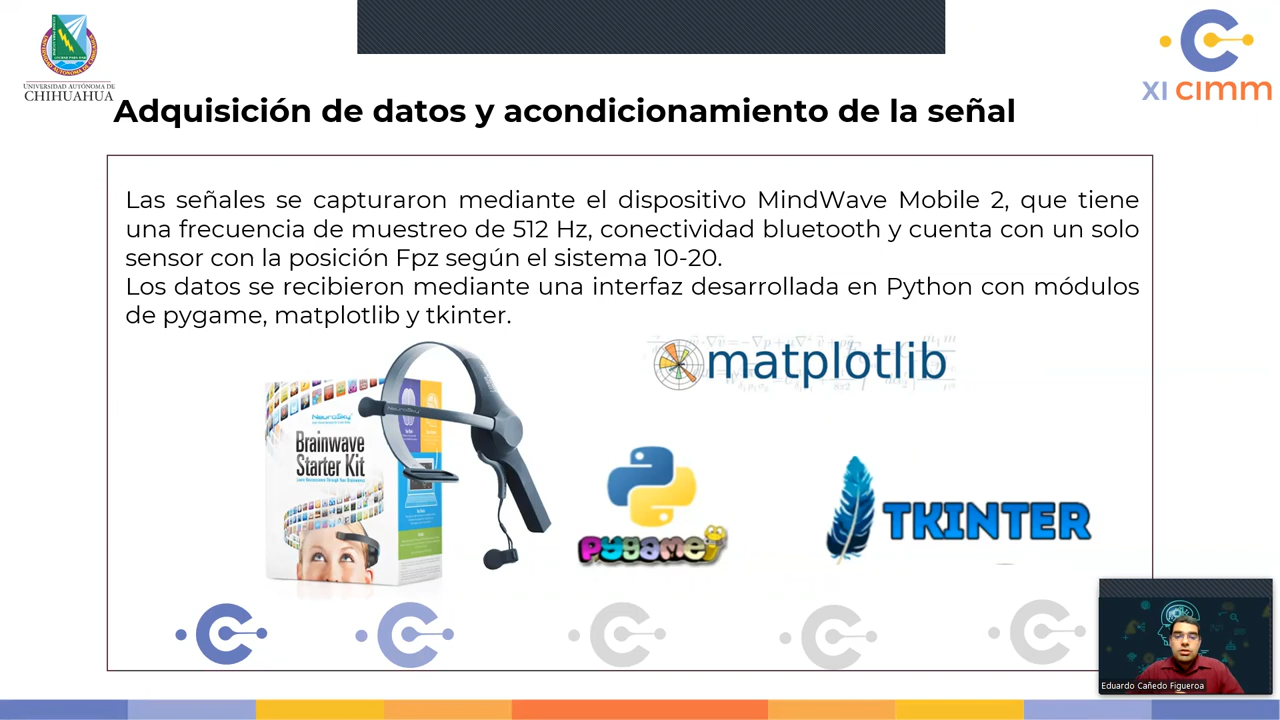 UNIVERSIDAD AUTÓNOMA DE
CHIHUAHUA
XI CIMM
Adquisición de datos y acondicionamiento de la señal
Las señales se capturaron mediante el dispositivo MindWave Mobile 2, que tiene
una frecuencia de muestreo de 512 Hz, conectividad bluetooth y cuenta con un solo
sensor con la posición Fpz según el sistema 10-20.
Los datos se recibieron mediante una interfaz desarrollada en Python con módulos
de pygame, matplotlib y tkinter.
matplotlib
NeuroSky
NeuroSky
Brainwave
Starter Kit
pygame
TKINTER
Eduardo Cañedo Figueroa